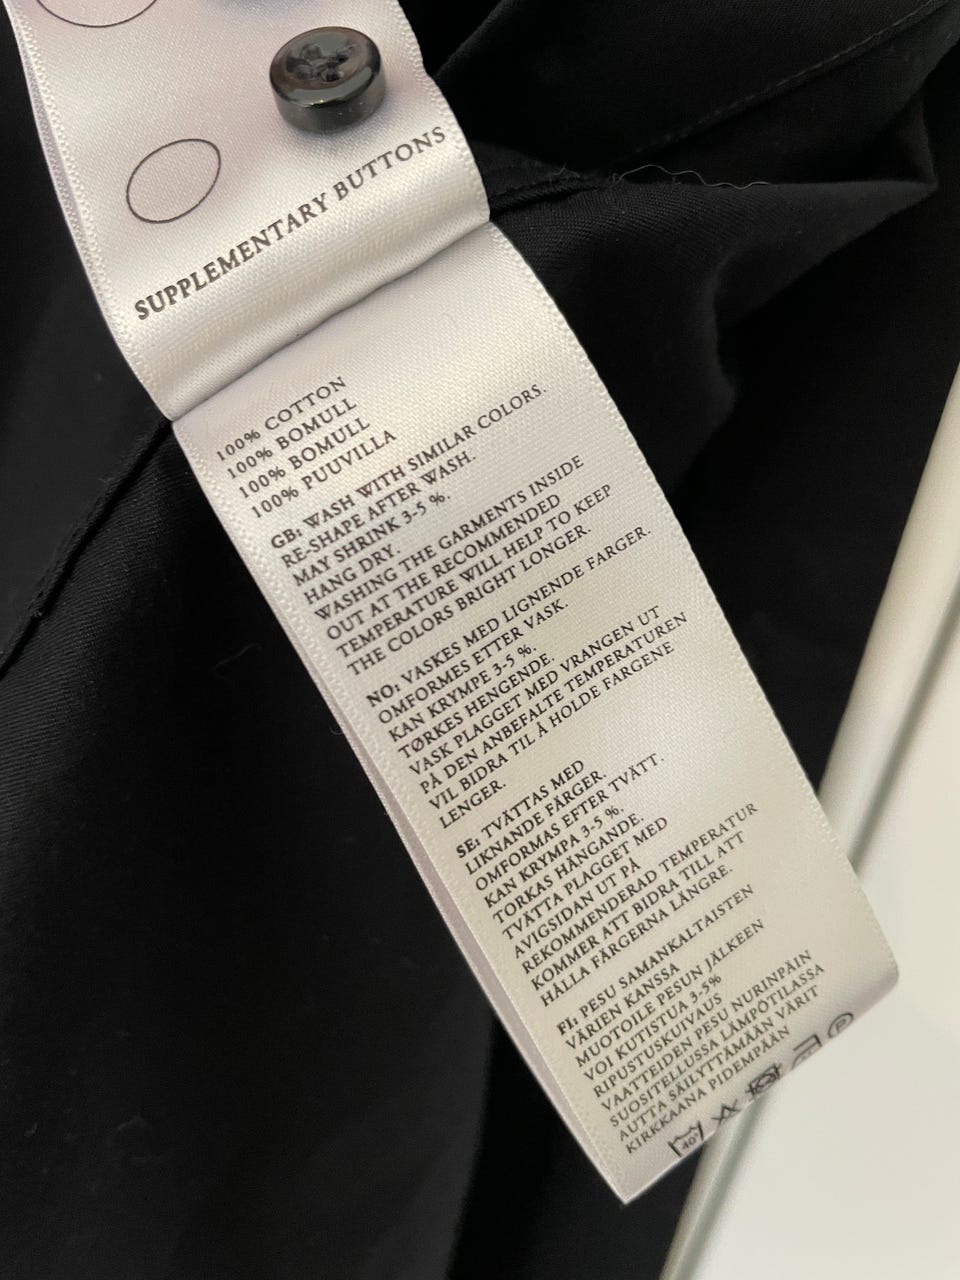 SUPPLEMENTARY BUTTONS
100% COTTON
100% BOMULL
100% BOMULL
100% PUUVILLA
GB: WASH WITH SIMILAR COLORS.
RE-SHAPE AFTER WASH.
MAY SHRINK 3-5 %.
HANG DRY.
WASHING THE GARMENTS INSIDE
OUT AT THE RECOMMENDED
TEMPERATURE WILL HELP TO KEEP
THE COLORS BRIGHT LONGER.
NO: VASKES MED LIGNENDE FARGER.
OMFORMES ETTER VASK.
KAN KRYMPE 3-5 %.
TØRKES HENGENDE.
VASK PLAGGET MED VRANGEN UT
PÅ DEN ANBEFALTE TEMPERATUREN
VIL BIDRA TIL Å HOLDE FARGENE
LENGER.
SE: TVÄTTAS MED
LIKNANDE FÄRGER.
OMFORMAS EFTER TVÄTT.
KAN KRYMPA 3-5 %.
TORKAS HÄNGANDE.
TVÄTTA PLAGGET MED
AVIGSIDAN UT PÅ
REKOMMENDERAD TEMPERATUR
KOMMER ATT BIDRA TILL ATT
HÅLLA FÄRGERNA LÄNGRE.
FI: PESU SAMANKALTAISTEN
VÄRIEN KANSSA
MUOTOILE PESUN JÄLKEEN
VOI KUTISTUA 3-5%
RIPUSTUSKUIVAUS
VAATTEIDEN PESU NURINPÄIN
SUOSITELLUSSA LÄMPÖTILASSA
AUTTA SÄILYTTÄMÄÄN VÄRIT
KIRKKAANA PIDEMPÄÄN
40° P